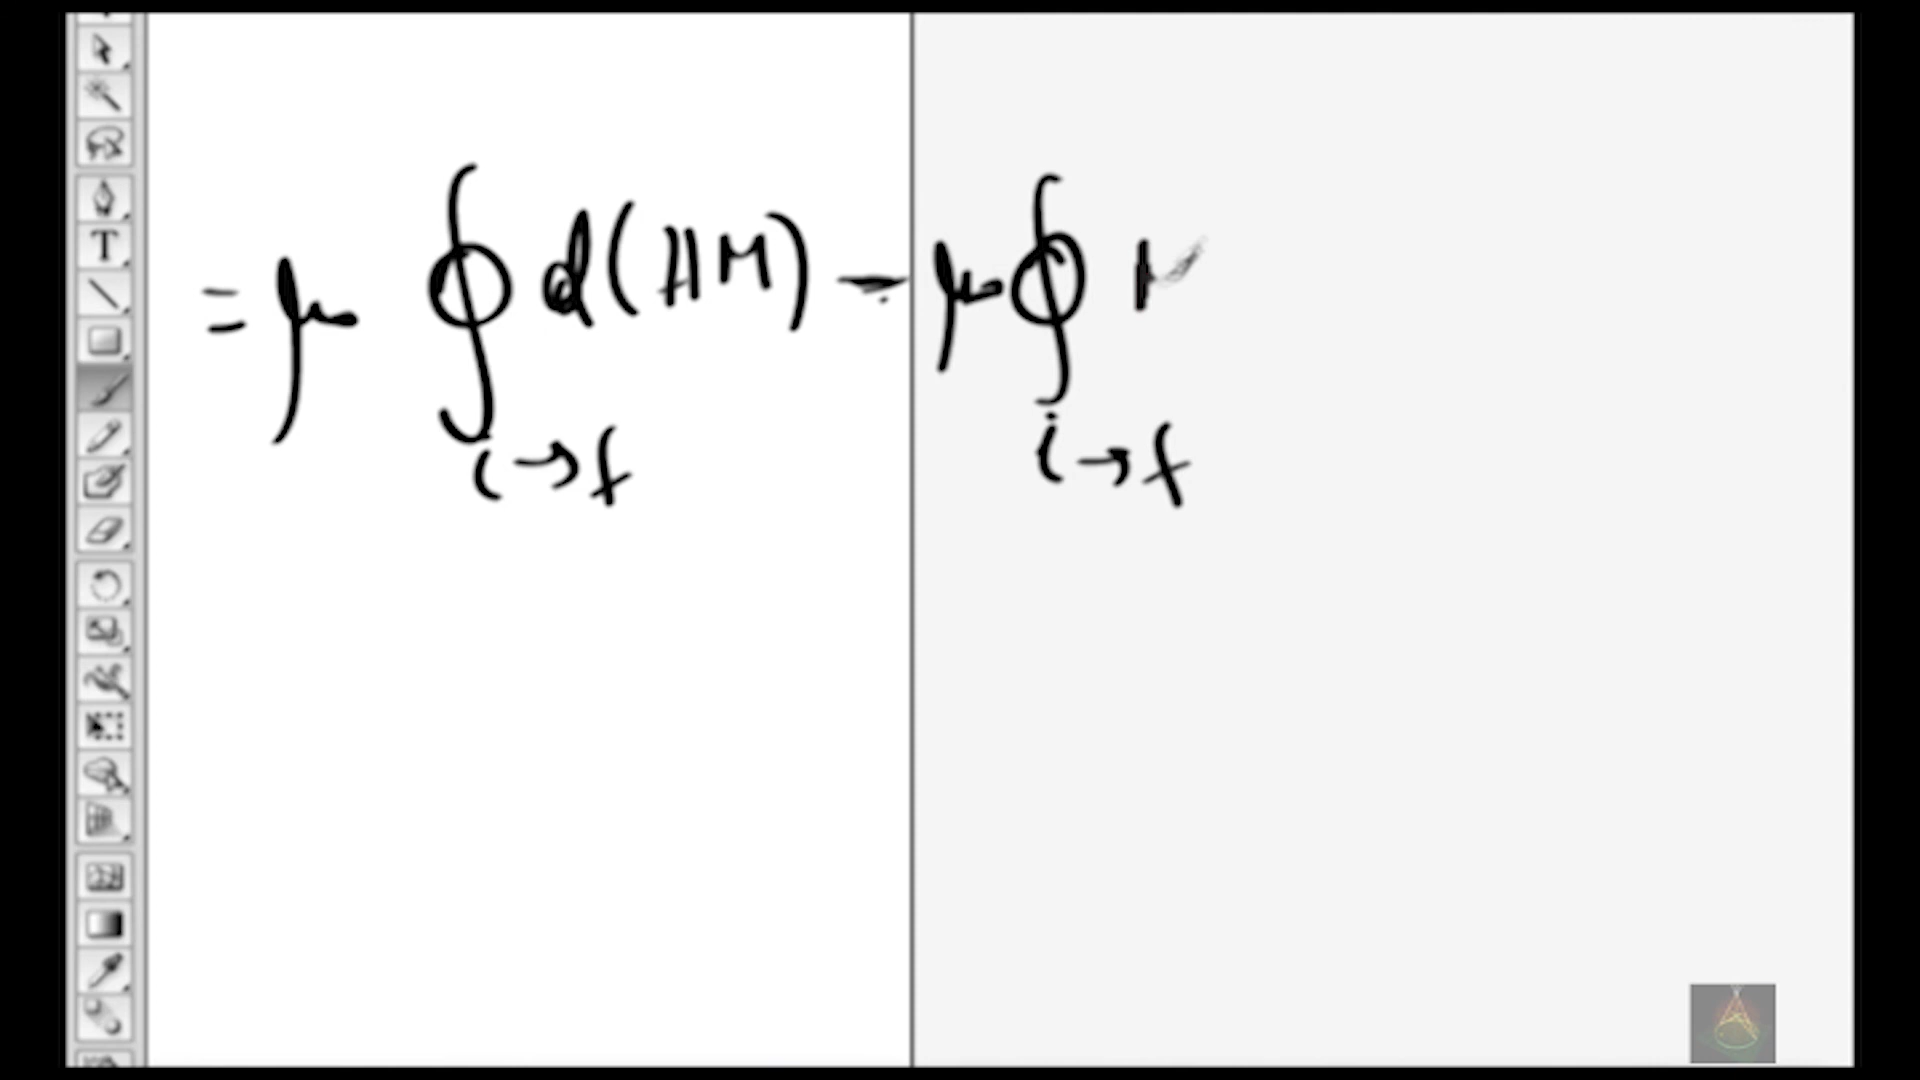 = μ ∮ d(HM) - μ ∮
i → f i → f